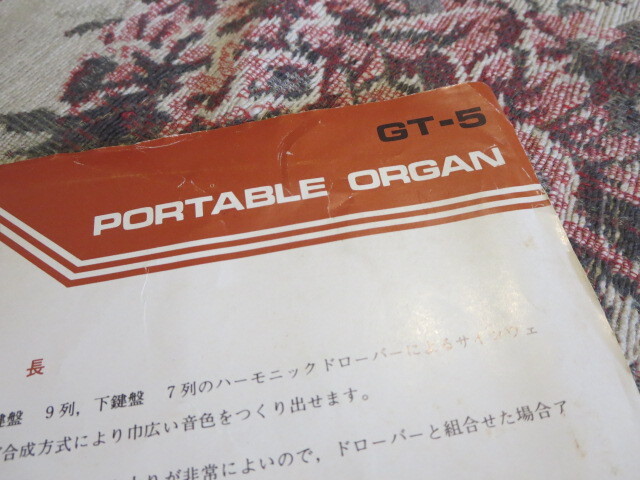 GT-5
PORTABLE ORGAN
長
鍵盤 9列，下鍵盤 7列のハーモニックドローバーによるサインウェ
合成方式により巾広い音色をつくり出せます。
が非常によいので，ドローバーと組合せた場合ア